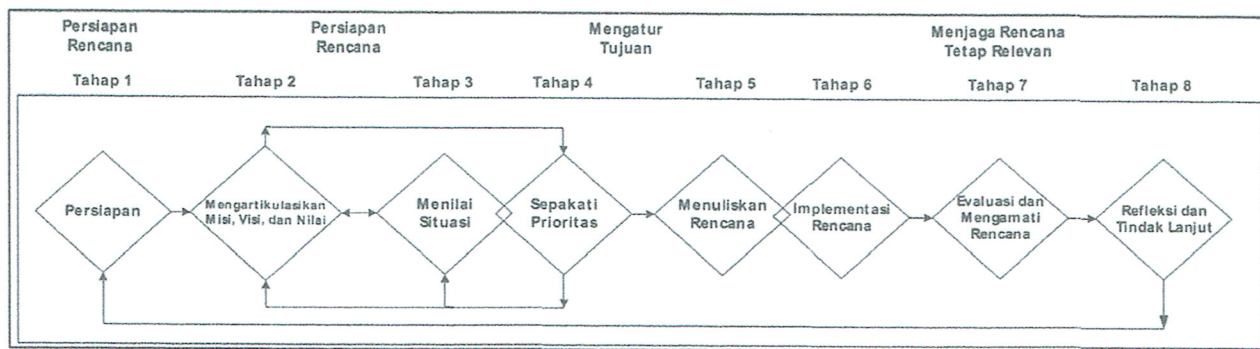 Persiapan
Rencana
Persiapan
Rencana
Mengatur
Tujuan
Menjaga Rencana
Tetap Relevan
Tahap 1
Tahap 2
Tahap 3
Tahap 4
Tahap 5
Tahap 6
Tahap 7
Tahap 8
Persiapan
Mengartikulasikan
Misi, Visi, dan Nilai
Menilai
Situasi
Sepakati
Prioritas
Menuliskan
Rencana
Implementasi
Rencana
Evaluasi dan
Mengamati
Rencana
Refleksi dan
Tindak Lanjut